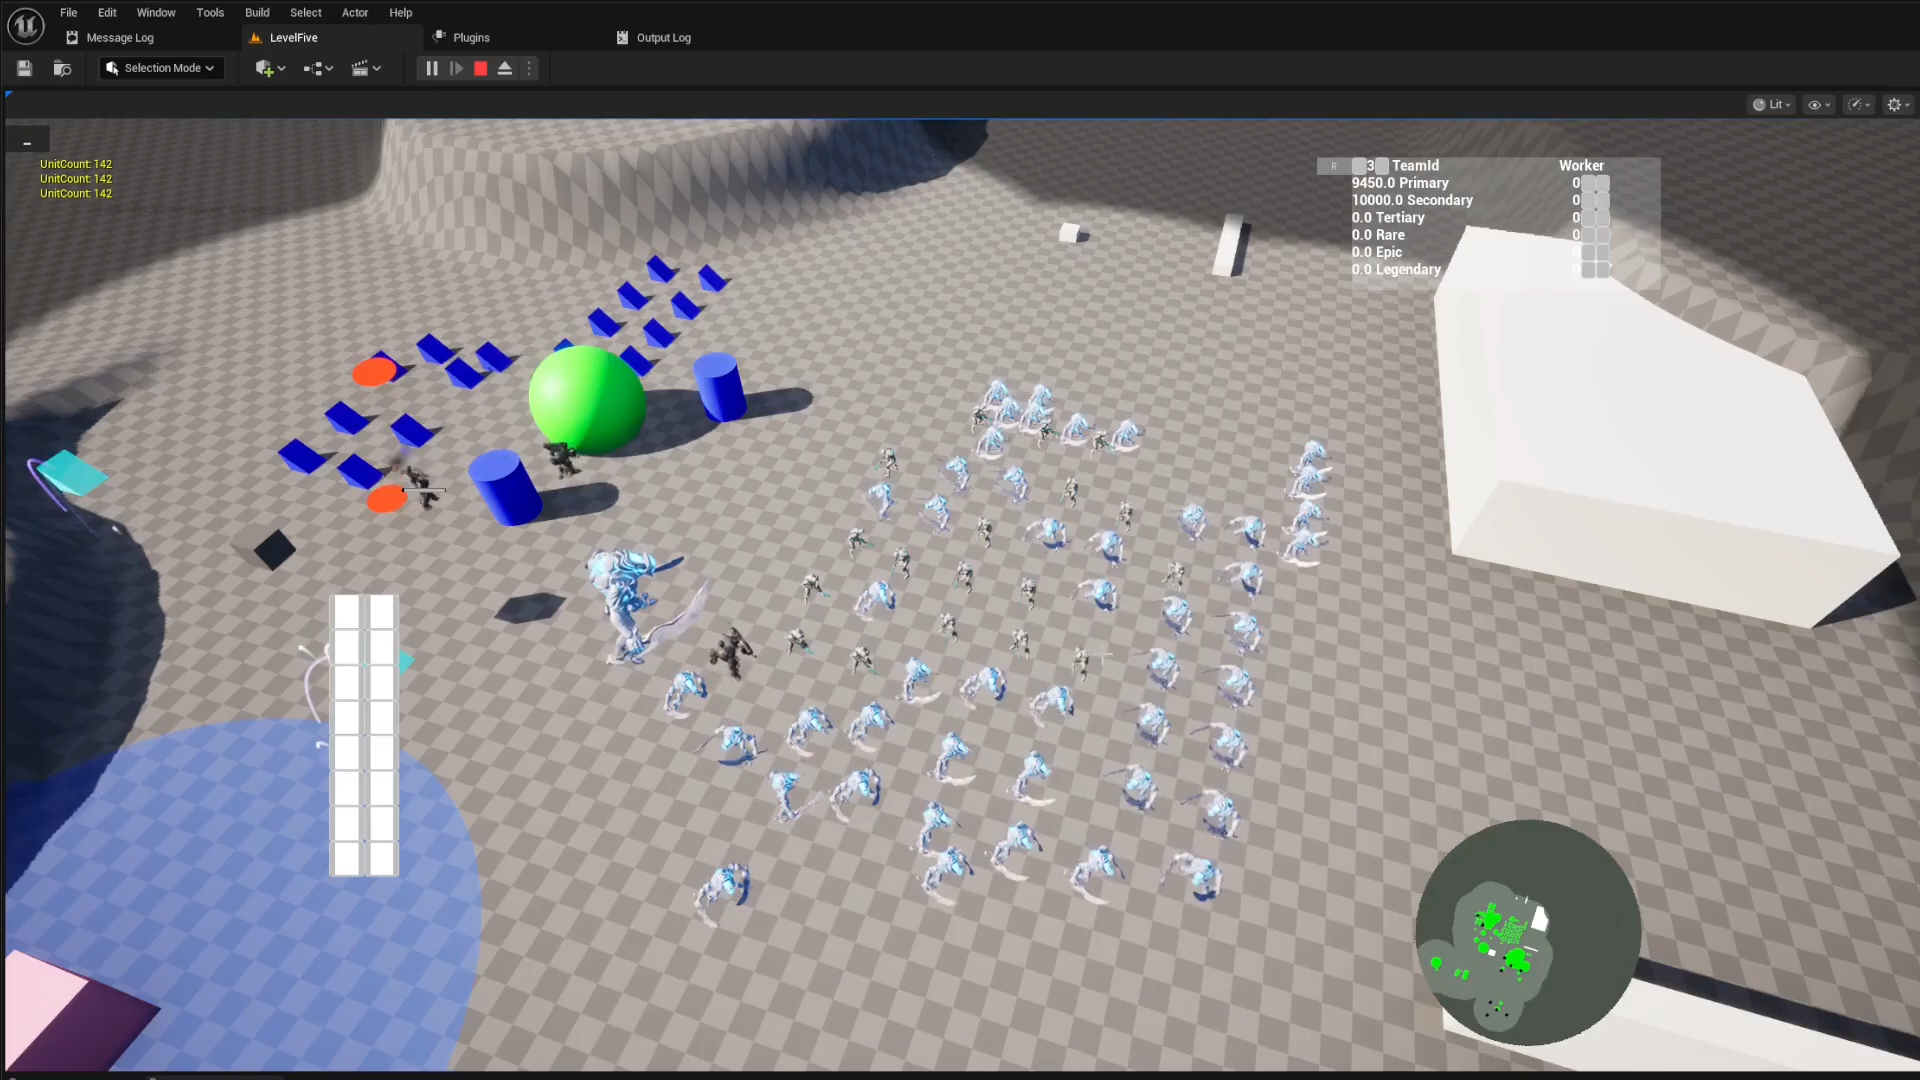 File Edit Window Tools Build Select Actor Help
Message Log LevelFive Plugins Output Log
Selection Mode
Lit
UnitCount: 142
UnitCount: 142
UnitCount: 142
R 3 TeamId Worker
9450.0 Primary 0
10000.0 Secondary 0
0.0 Tertiary 0
0.0 Rare 0
0.0 Epic 0
0.0 Legendary 0